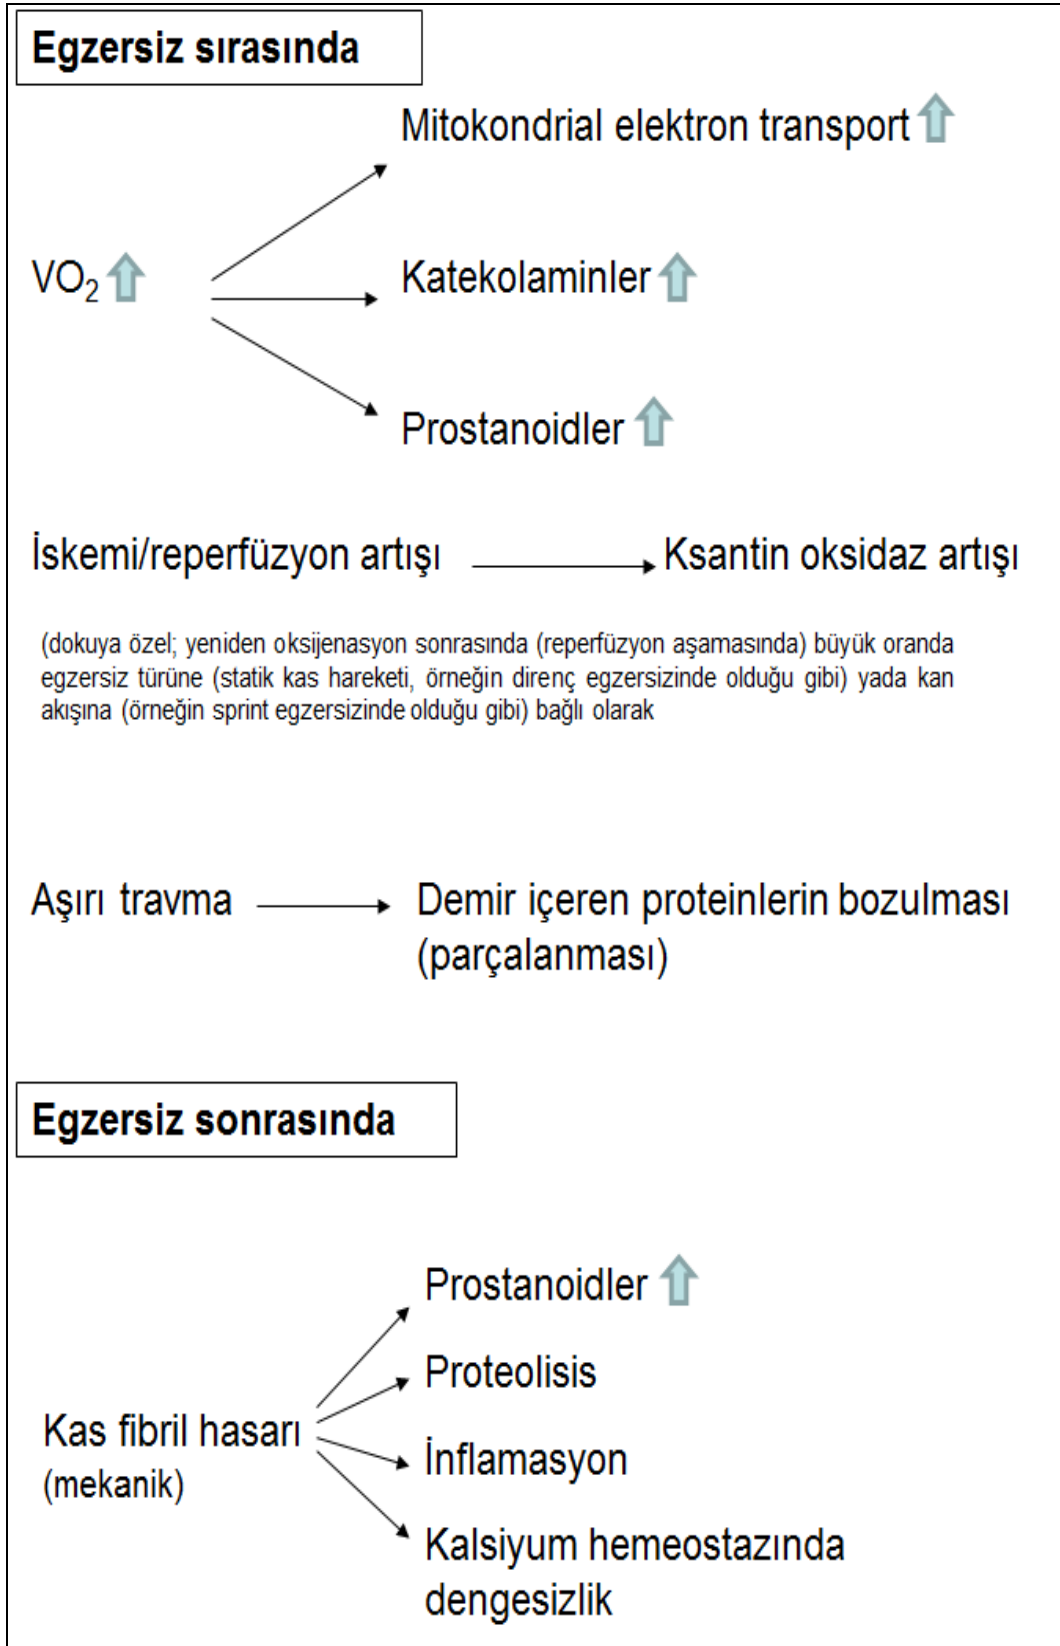 Egzersiz sırasında
Mitokondrial elektron transport
VO₂
Katekolaminler
Prostanoidler
İskemi/reperfüzyon artışı
Ksantin oksidaz artışı
(dokuya özel; yeniden oksijenasyon sonrasında (reperfüzyon aşamasında) büyük oranda
egzersiz türüne (statik kas hareketi, örneğin direnç egzersizinde olduğu gibi) yada kan
akışına (örneğin sprint egzersizinde olduğu gibi) bağlı olarak
Aşırı travma
Demir içeren proteinlerin bozulması
(parçalanması)
Egzersiz sonrasında
Prostanoidler
Proteolisis
Kas fibril hasarı
(mekanik)
İnflamasyon
Kalsiyum hemeostazında
dengesizlik